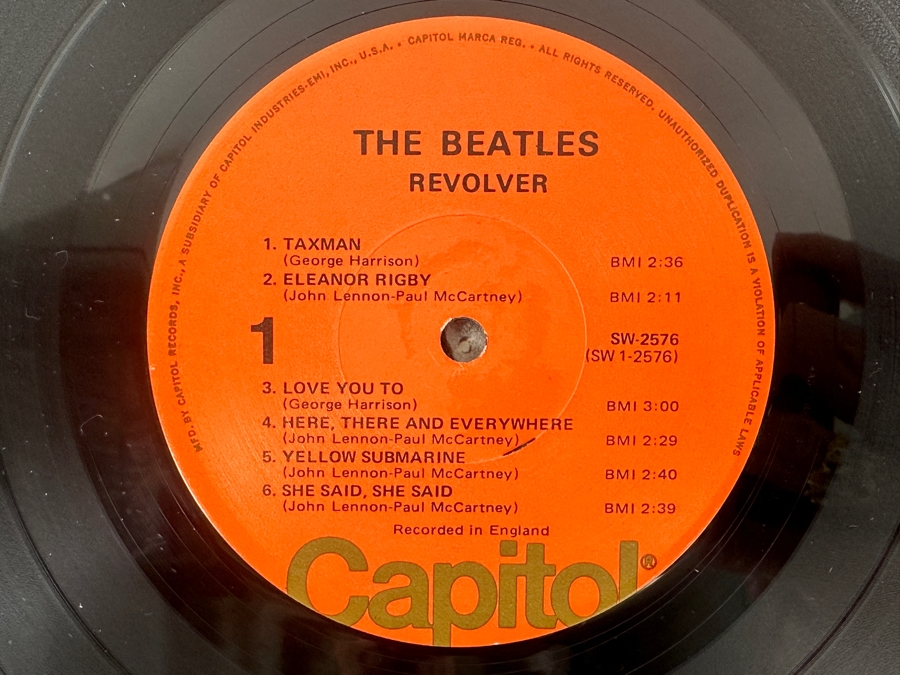 MFD. BY CAPITOL RECORDS, INC., A SUBSIDIARY OF CAPITOL INDUSTRIES-EMI, INC., U.S.A. • CAPITOL MARCA REG. • ALL RIGHTS RESERVED. UNAUTHORIZED DUPLICATION IS A VIOLATION OF APPLICABLE LAWS
THE BEATLES
REVOLVER
1. TAXMAN
(George Harrison) BMI 2:36
2. ELEANOR RIGBY
(John Lennon-Paul McCartney) BMI 2:11
1
SW-2576
(SW 1-2576)
3. LOVE YOU TO
(George Harrison) BMI 3:00
4. HERE, THERE AND EVERYWHERE
(John Lennon-Paul McCartney) BMI 2:29
5. YELLOW SUBMARINE
(John Lennon-Paul McCartney) BMI 2:40
6. SHE SAID, SHE SAID
(John Lennon-Paul McCartney) BMI 2:39
Recorded in England
Capitol®